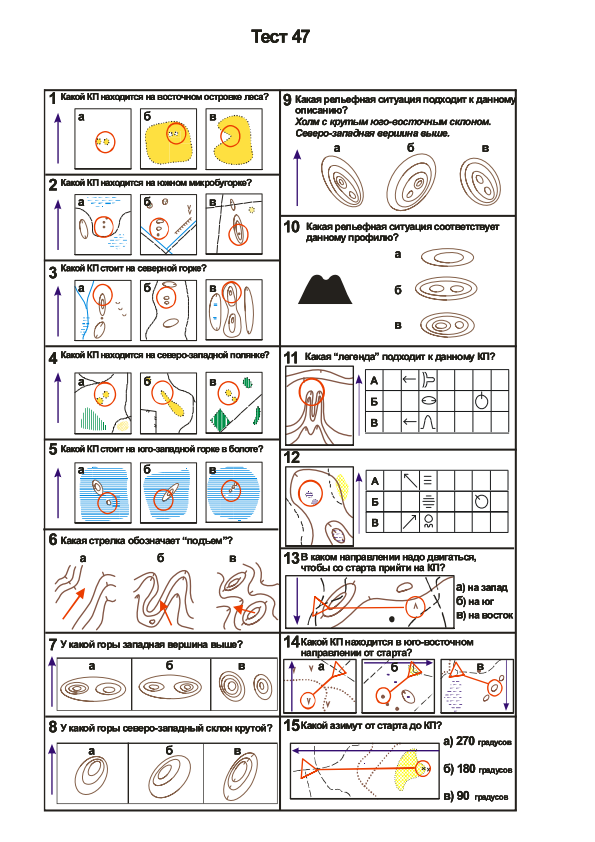 Тест 47
1 Какой КП находится на восточном островке леса?
а б в
2 Какой КП находится на южном микробугорке?
а б в
3 Какой КП стоит на северной горке?
а б в
4 Какой КП находится на северо-западной полянке?
а б в
5 Какой КП стоит на юго-западной горке в болоте?
а б в
6 Какая стрелка обозначает “подъем”?
а б в
7 У какой горы западная вершина выше?
а б в
8 У какой горы северо-западный склон крутой?
а б в
9 Какая рельефная ситуация подходит к данному
описанию?
Холм с крутым юго-восточным склоном.
Северо-западная вершина выше.
а б в
10 Какая рельефная ситуация соответствует
данному профилю?
а
б
в
11 Какая “легенда” подходит к данному КП?
А
Б
В
12
А
Б
В
13 В каком направлении надо двигаться,
чтобы со старта прийти на КП?
а) на запад
б) на юг
в) на восток
14 Какой КП находится в юго-восточном
направлении от старта?
а б в
15 Какой азимут от старта до КП?
а) 270 градусов
б) 180 градусов
в) 90 градусов